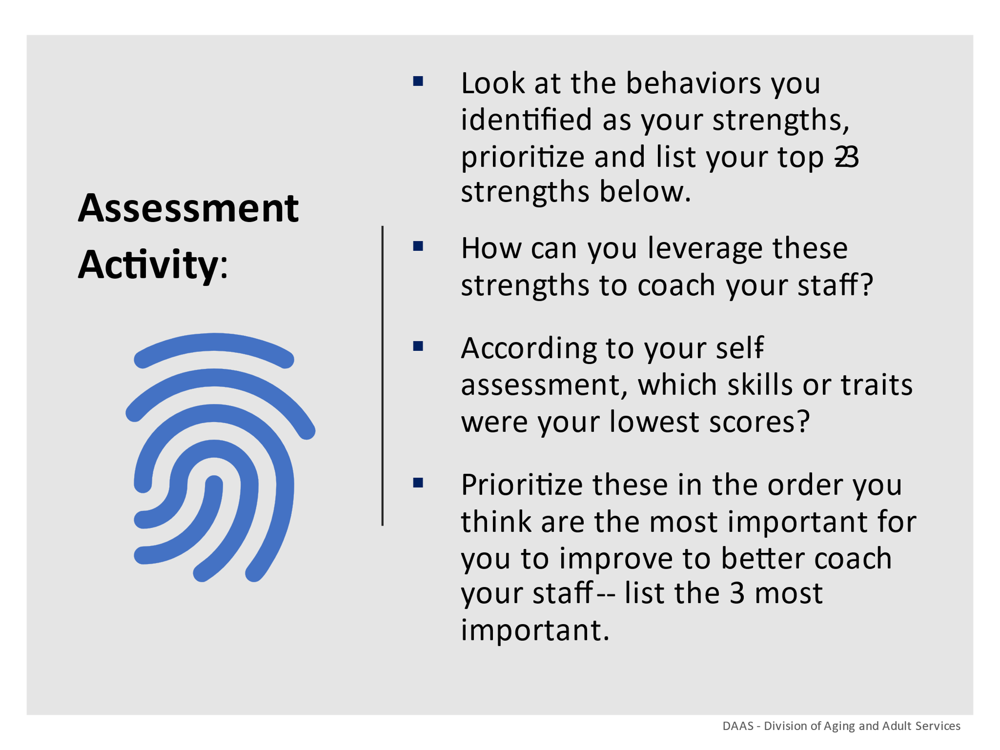 Assessment
Activity:
Look at the behaviors you
identified as your strengths,
prioritize and list your top 2-3
strengths below.
How can you leverage these
strengths to coach your staff?
According to your self-
assessment, which skills or traits
were your lowest scores?
Prioritize these in the order you
think are the most important for
you to improve to better coach
your staff-- list the 3 most
important.
DAAS - Division of Aging and Adult Services